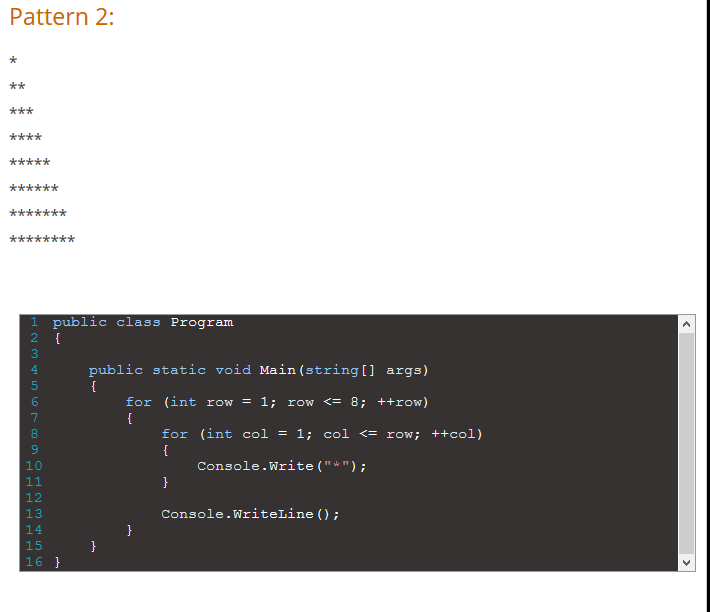 Pattern 2:
*
**
***
****
*****
******
*******
********
1 public class Program
2 {
3
4     public static void Main(string[] args)
5     {
6         for (int row = 1; row <= 8; ++row)
7         {
8             for (int col = 1; col <= row; ++col)
9             {
10                 Console.Write("*");
11             }
12
13             Console.WriteLine();
14         }
15     }
16 }